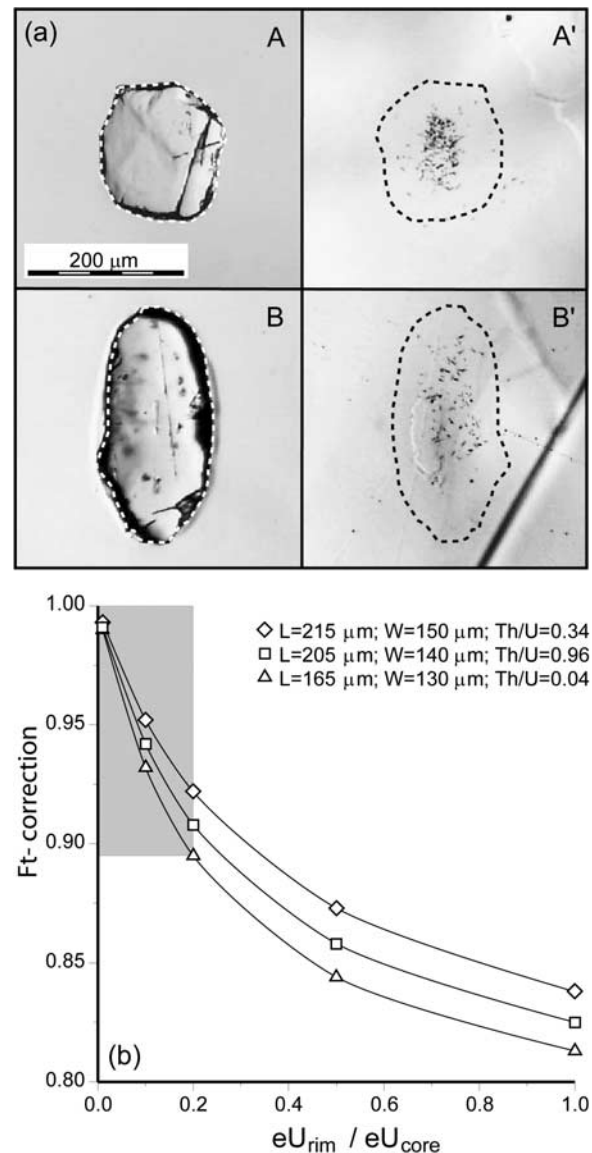 (a)
A
A'
200 μm
B
B'
1.00
0.95
0.90
0.85
0.80
Ft- correction
L=215 μm; W=150 μm; Th/U=0.34
L=205 μm; W=140 μm; Th/U=0.96
L=165 μm; W=130 μm; Th/U=0.04
(b)
0.0 0.2 0.4 0.6 0.8 1.0
eUrim / eUcore